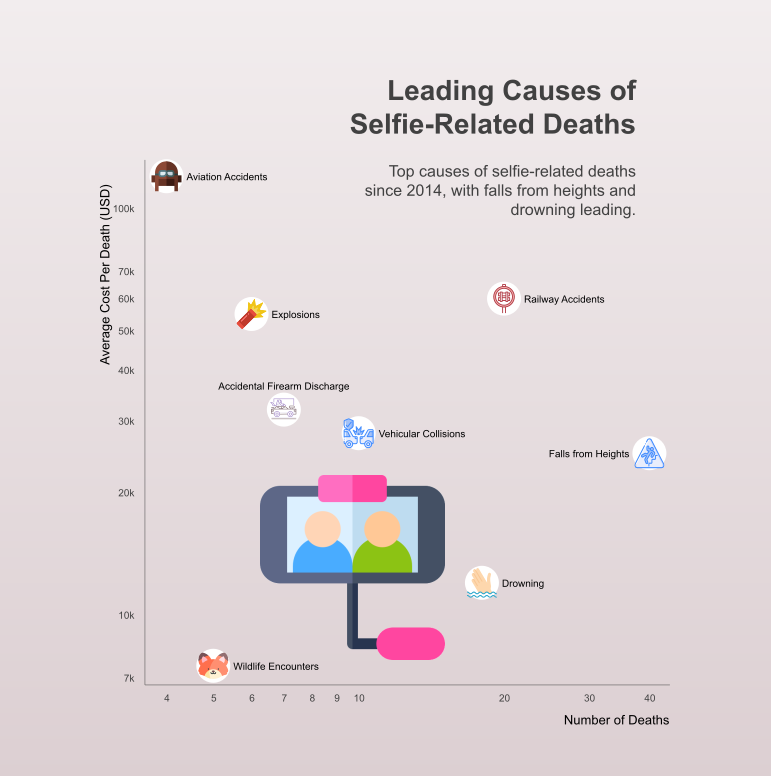 Leading Causes of
Selfie-Related Deaths
Top causes of selfie-related deaths
since 2014, with falls from heights and
drowning leading.
Average Cost Per Death (USD)
100k
70k
60k
50k
40k
30k
20k
10k
7k
Aviation Accidents
Railway Accidents
Explosions
Accidental Firearm Discharge
Vehicular Collisions
Falls from Heights
Drowning
Wildlife Encounters
4 5 6 7 8 9 10 20 30 40
Number of Deaths